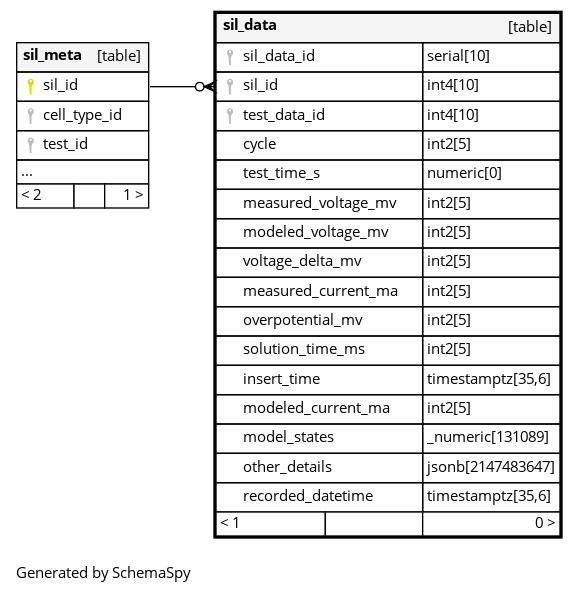 sil_meta [table]
sil_id
cell_type_id
test_id
...
< 2 1 >
sil_data [table]
sil_data_id serial[10]
sil_id int4[10]
test_data_id int4[10]
cycle int2[5]
test_time_s numeric[0]
measured_voltage_mv int2[5]
modeled_voltage_mv int2[5]
voltage_delta_mv int2[5]
measured_current_ma int2[5]
overpotential_mv int2[5]
solution_time_ms int2[5]
insert_time timestamptz[35,6]
modeled_current_ma int2[5]
model_states _numeric[131089]
other_details jsonb[2147483647]
recorded_datetime timestamptz[35,6]
< 1 0 >
Generated by SchemaSpy